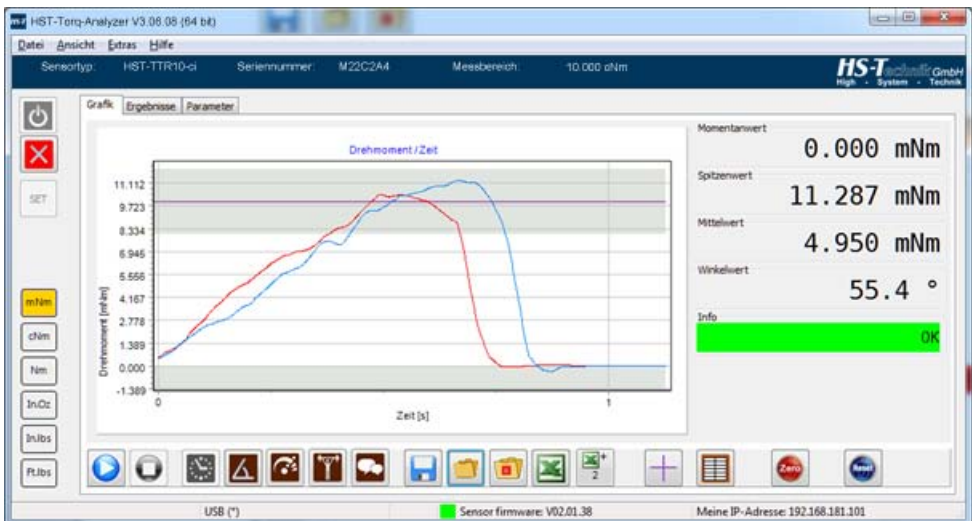 HST-Torq-Analyzer V3.06.08 (64 bit)
Datei Ansicht Extras Hilfe
Sensortyp: HST-TTR10-ci Seriennummer: M22C2A4 Messbereich: 10.000 cNm
HS-Technik GmbH
High - System - Technik
Grafik Ergebnisse Parameter
SET
mNm
cNm
Nm
In.Oz
In.lbs
Ft.lbs
Drehmoment / Zeit
Drehmoment [mNm]
11.112
9.723
8.334
6.945
5.556
4.167
2.778
1.389
0.000
-1.389
0 1
Zeit [s]
Momentanwert
0.000 mNm
Spitzenwert
11.287 mNm
Mittelwert
4.950 mNm
Winkelwert
55.4 °
Info
OK
+
2
Zero
Reset
USB (*) Sensor firmware: V02.01.38 Meine IP-Adresse: 192.168.181.101